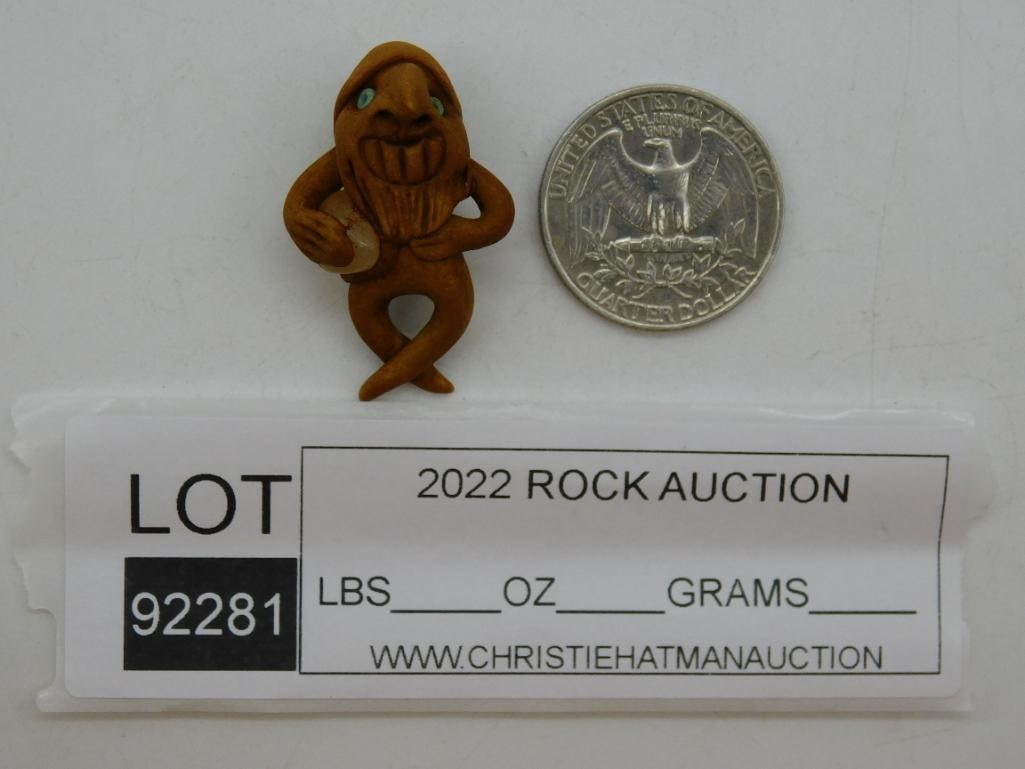 UNITED STATES OF AMERICA
E PLURIBUS
UNUM
QUARTER DOLLAR
LOT
92281
2022 ROCK AUCTION
LBS_____OZ_____GRAMS_____
WWW.CHRISTIEHATMANAUCTION